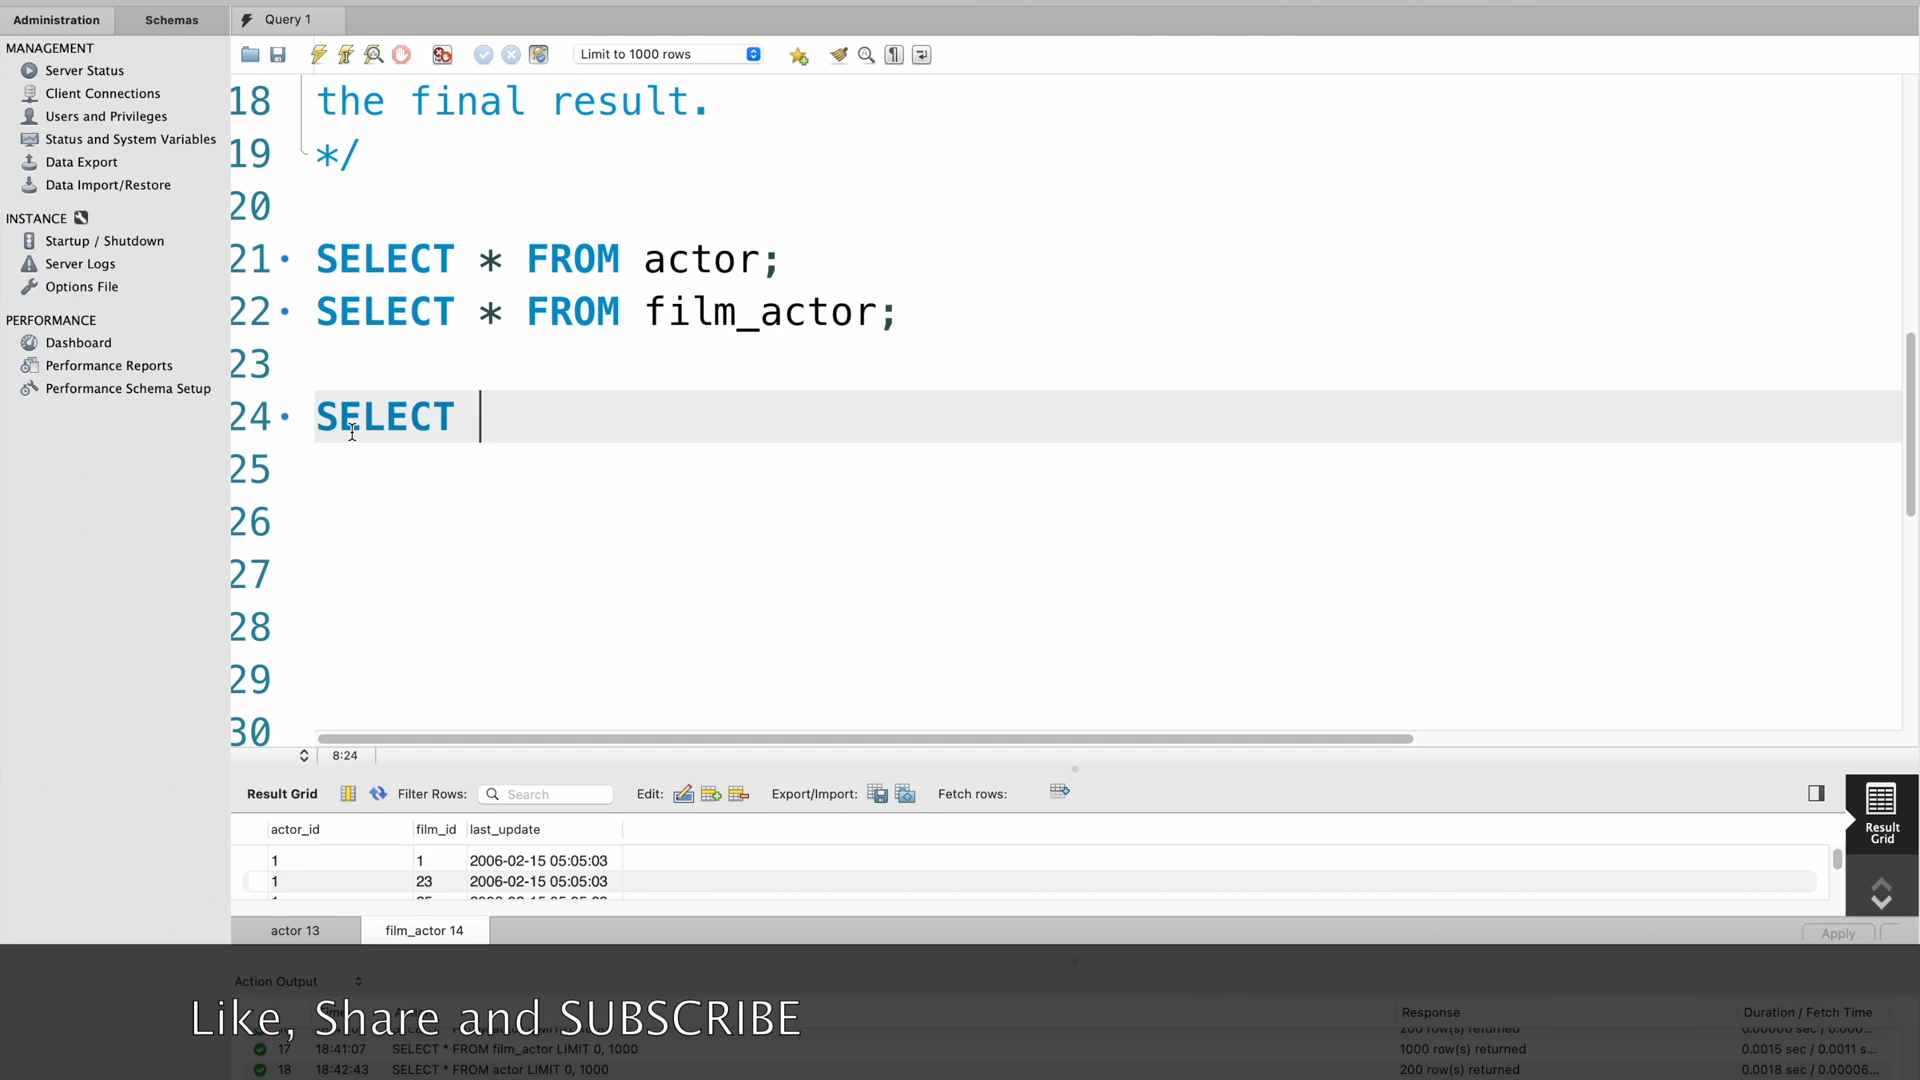 Administration
Schemas
Query 1
MANAGEMENT
Server Status
Client Connections
Users and Privileges
Status and System Variables
Data Export
Data Import/Restore
INSTANCE
Startup / Shutdown
Server Logs
Options File
PERFORMANCE
Dashboard
Performance Reports
Performance Schema Setup
Limit to 1000 rows
18 the final result.
19 */
20
21 SELECT * FROM actor;
22 SELECT * FROM film_actor;
23
24 SELECT
25
26
27
28
29
30
8:24
Result Grid Filter Rows: Search Edit: Export/Import: Fetch rows:
actor_id film_id last_update
1 1 2006-02-15 05:05:03
1 23 2006-02-15 05:05:03
Result
Grid
actor 13 film_actor 14 Apply
Action Output
Like, Share and SUBSCRIBE
Response Duration / Fetch Time
200 row(s) returned
17 18:41:07 SELECT * FROM film_actor LIMIT 0, 1000 1000 row(s) returned 0.0015 sec / 0.0011 s...
18 18:42:43 SELECT * FROM actor LIMIT 0, 1000 200 row(s) returned 0.0018 sec / 0.00006...